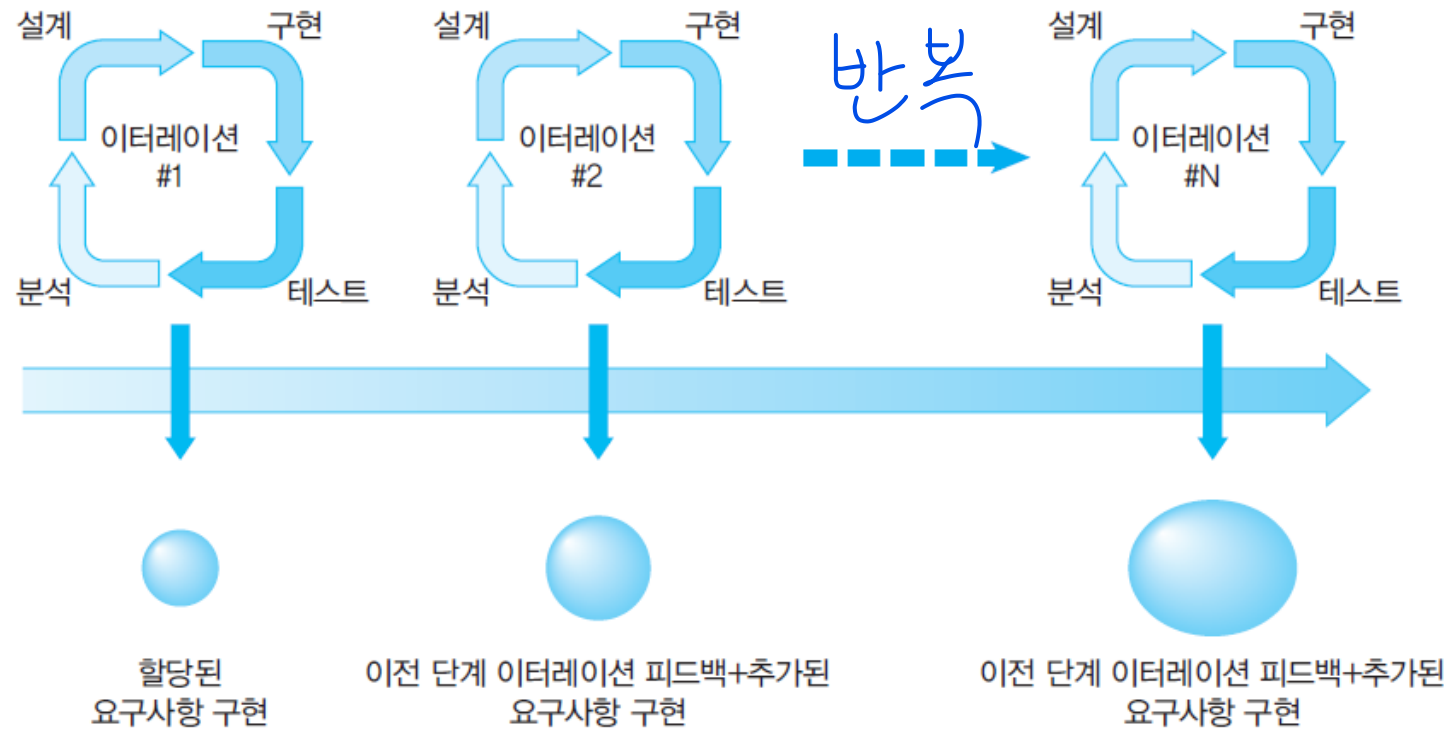 설계
구현
이터레이션
#1
분석
테스트
설계
구현
이터레이션
#2
분석
테스트
반복
설계
구현
이터레이션
#N
분석
테스트
할당된
요구사항 구현
이전 단계 이터레이션 피드백+추가된
요구사항 구현
이전 단계 이터레이션 피드백+추가된
요구사항 구현